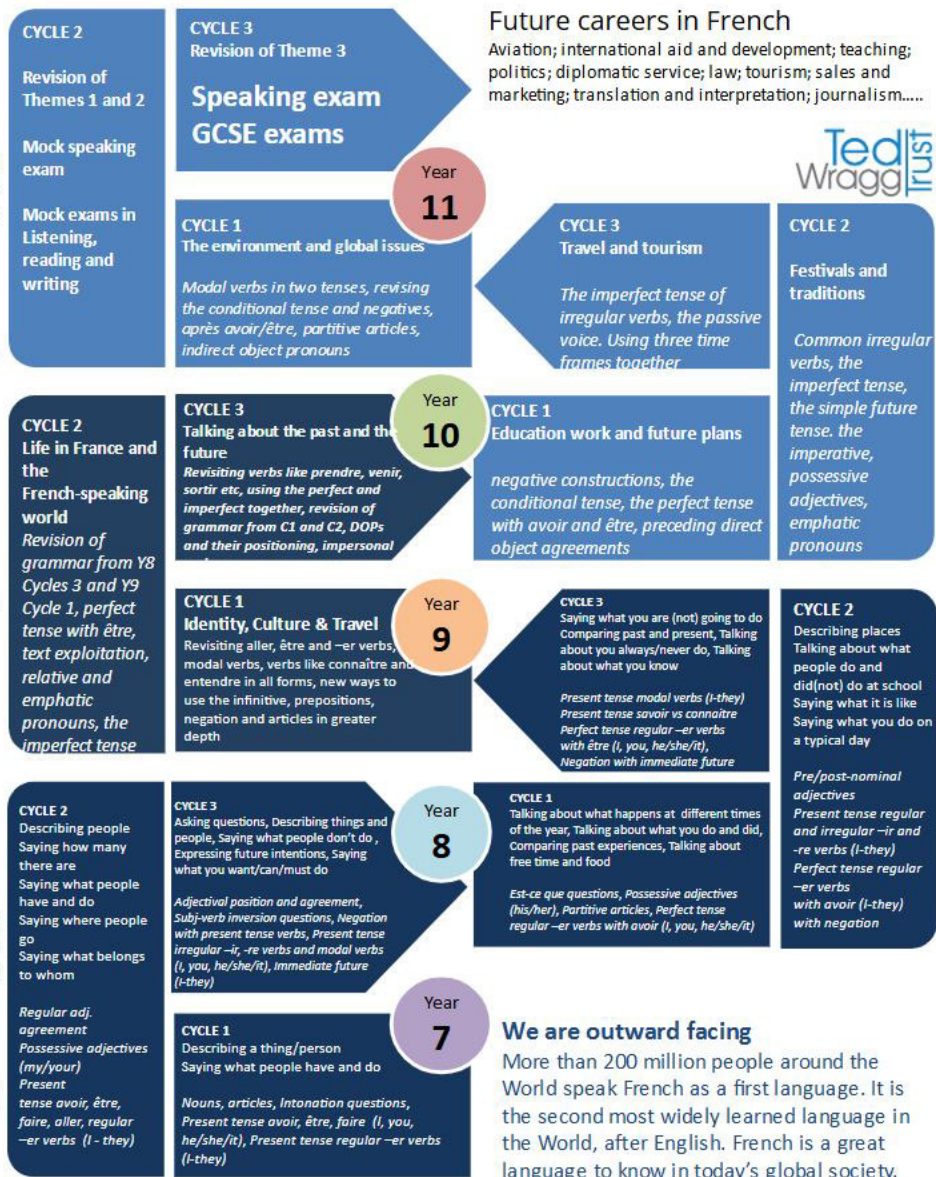 Future careers in French
Aviation; international aid and development; teaching;
politics; diplomatic service; law; tourism; sales and
marketing; translation and interpretation; journalism.....
Ted
Wragg
Trust
CYCLE 2
Revision of
Themes 1 and 2
Mock speaking
exam
Mock exams in
Listening,
reading and
writing
CYCLE 3
Revision of Theme 3
Speaking exam
GCSE exams
Year
11
CYCLE 1
The environment and global issues
Modal verbs in two tenses, revising
the conditional tense and negatives,
après avoir/être, partitive articles,
indirect object pronouns
CYCLE 3
Travel and tourism
The imperfect tense of
irregular verbs, the passive
voice. Using three time
frames together
CYCLE 2
Festivals and
traditions
Common irregular
verbs, the
imperfect tense,
the simple future
tense. the
imperative,
possessive
adjectives,
emphatic
pronouns
CYCLE 2
Life in France and
the
French-speaking
world
Revision of
grammar from Y8
Cycles 3 and Y9
Cycle 1, perfect
tense with être,
text exploitation,
relative and
emphatic
pronouns, the
imperfect tense
CYCLE 3
Talking about the past and the
future
Revisiting verbs like prendre, venir,
sortir etc, using the perfect and
imperfect together, revision of
grammar from C1 and C2, DOPs
and their positioning, impersonal
Year
10
CYCLE 1
Education work and future plans
negative constructions, the
conditional tense, the perfect tense
with avoir and être, preceding direct
object agreements
CYCLE 1
Identity, Culture & Travel
Revisiting aller, être and –er verbs,
modal verbs, verbs like connaître and
entendre in all forms, new ways to
use the infinitive, prepositions,
negation and articles in greater
depth
Year
9
CYCLE 3
Saying what you are (not) going to do
Comparing past and present, Talking
about you always/never do, Talking
about what you know
Present tense modal verbs (I-they)
Present tense savoir vs connaitre
Perfect tense regular –er verbs
with être (I, you, he/she/it),
Negation with immediate future
CYCLE 2
Describing places
Talking about what
people do and
did(not) do at school
Saying what it is like
Saying what you do on
a typical day
Pre/post-nominal
adjectives
Present tense regular
and irregular –ir and
-re verbs (I-they)
Perfect tense regular
–er verbs
with avoir (I-they)
with negation
CYCLE 2
Describing people
Saying how many
there are
Saying what people
have and do
Saying where people
go
Saying what belongs
to whom
Regular adj.
agreement
Possessive adjectives
(my/your)
Present
tense avoir, être,
faire, aller, regular
–er verbs (I - they)
CYCLE 3
Asking questions, Describing things and
people, Saying what people don't do ,
Expressing future intentions, Saying
what you want/can/must do
Adjectival position and agreement,
Subj-verb inversion questions, Negation
with present tense verbs, Present tense
irregular –ir, -re verbs and modal verbs
(I, you, he/she/it), Immediate future
(I-they)
Year
8
CYCLE 1
Talking about what happens at different times
of the year, Talking about what you do and did,
Comparing past experiences, Talking about
free time and food
Est-ce que questions, Possessive adjectives
(his/her), Partitive articles, Perfect tense
regular –er verbs with avoir (I, you, he/she/it)
CYCLE 1
Describing a thing/person
Saying what people have and do
Nouns, articles, Intonation questions,
Present tense avoir, être, faire (I, you,
he/she/it), Present tense regular –er verbs
(I-they)
Year
7
We are outward facing
More than 200 million people around the
World speak French as a first language. It is
the second most widely learned language in
the World, after English. French is a great
language to know in today's global society.